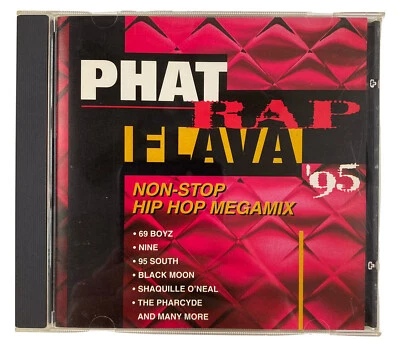 PHAT
RAP
FLAVA
'95
NON-STOP
HIP HOP MEGAMIX
• 69 BOYZ
• NINE
• 95 SOUTH
• BLACK MOON
• SHAQUILLE O'NEAL
• THE PHARCYDE
AND MANY MORE